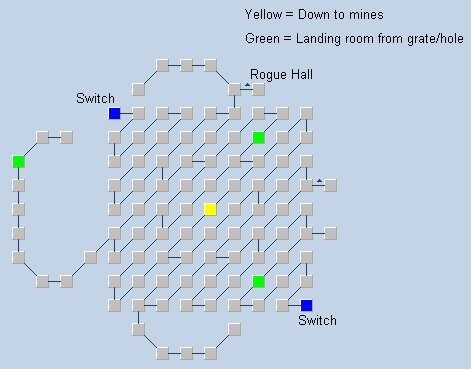 Yellow = Down to mines
Green = Landing room from grate/hole
Rogue Hall
Switch
Switch